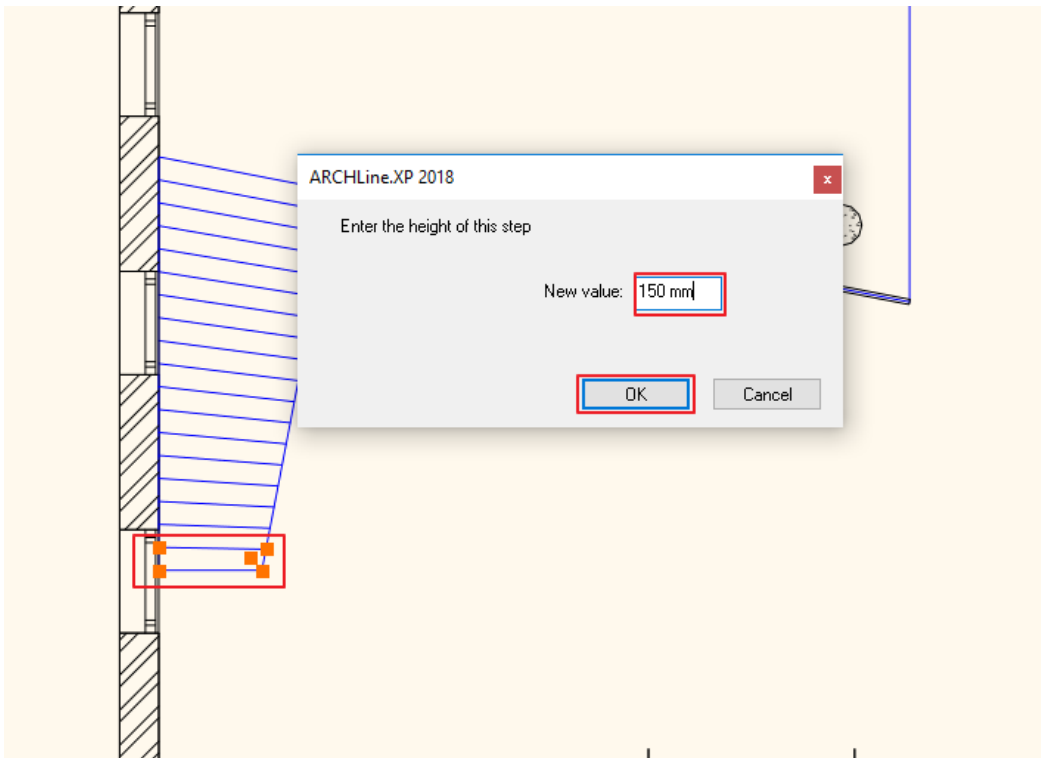 ARCHLine.XP 2018
x
Enter the height of this step
New value: 150 mm
OK Cancel